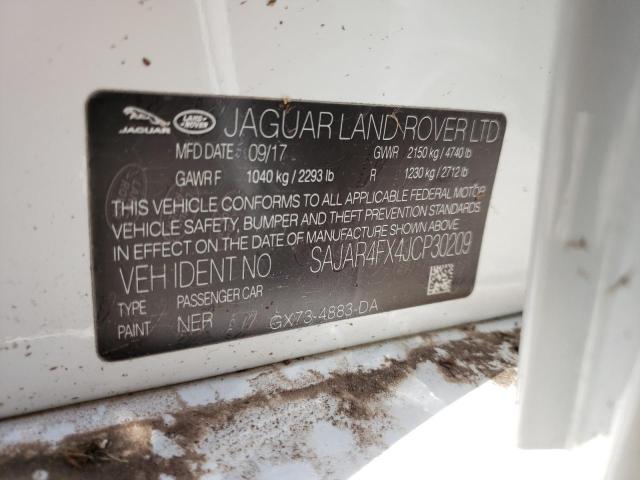 JAGUAR LAND ROVER JAGUAR LAND ROVER LTD
MFD DATE 09/17 GVWR 2150 kg / 4740 lb
GAWR F 1040 kg / 2293 lb R 1230 kg / 2712 lb
THIS VEHICLE CONFORMS TO ALL APPLICABLE FEDERAL MOTOR
VEHICLE SAFETY, BUMPER AND THEFT PREVENTION STANDARDS
IN EFFECT ON THE DATE OF MANUFACTURE SHOWN ABOVE.
VEH IDENT NO SAJAR4FX4JCP30209
TYPE PASSENGER CAR
PAINT NER GX73-4883-DA